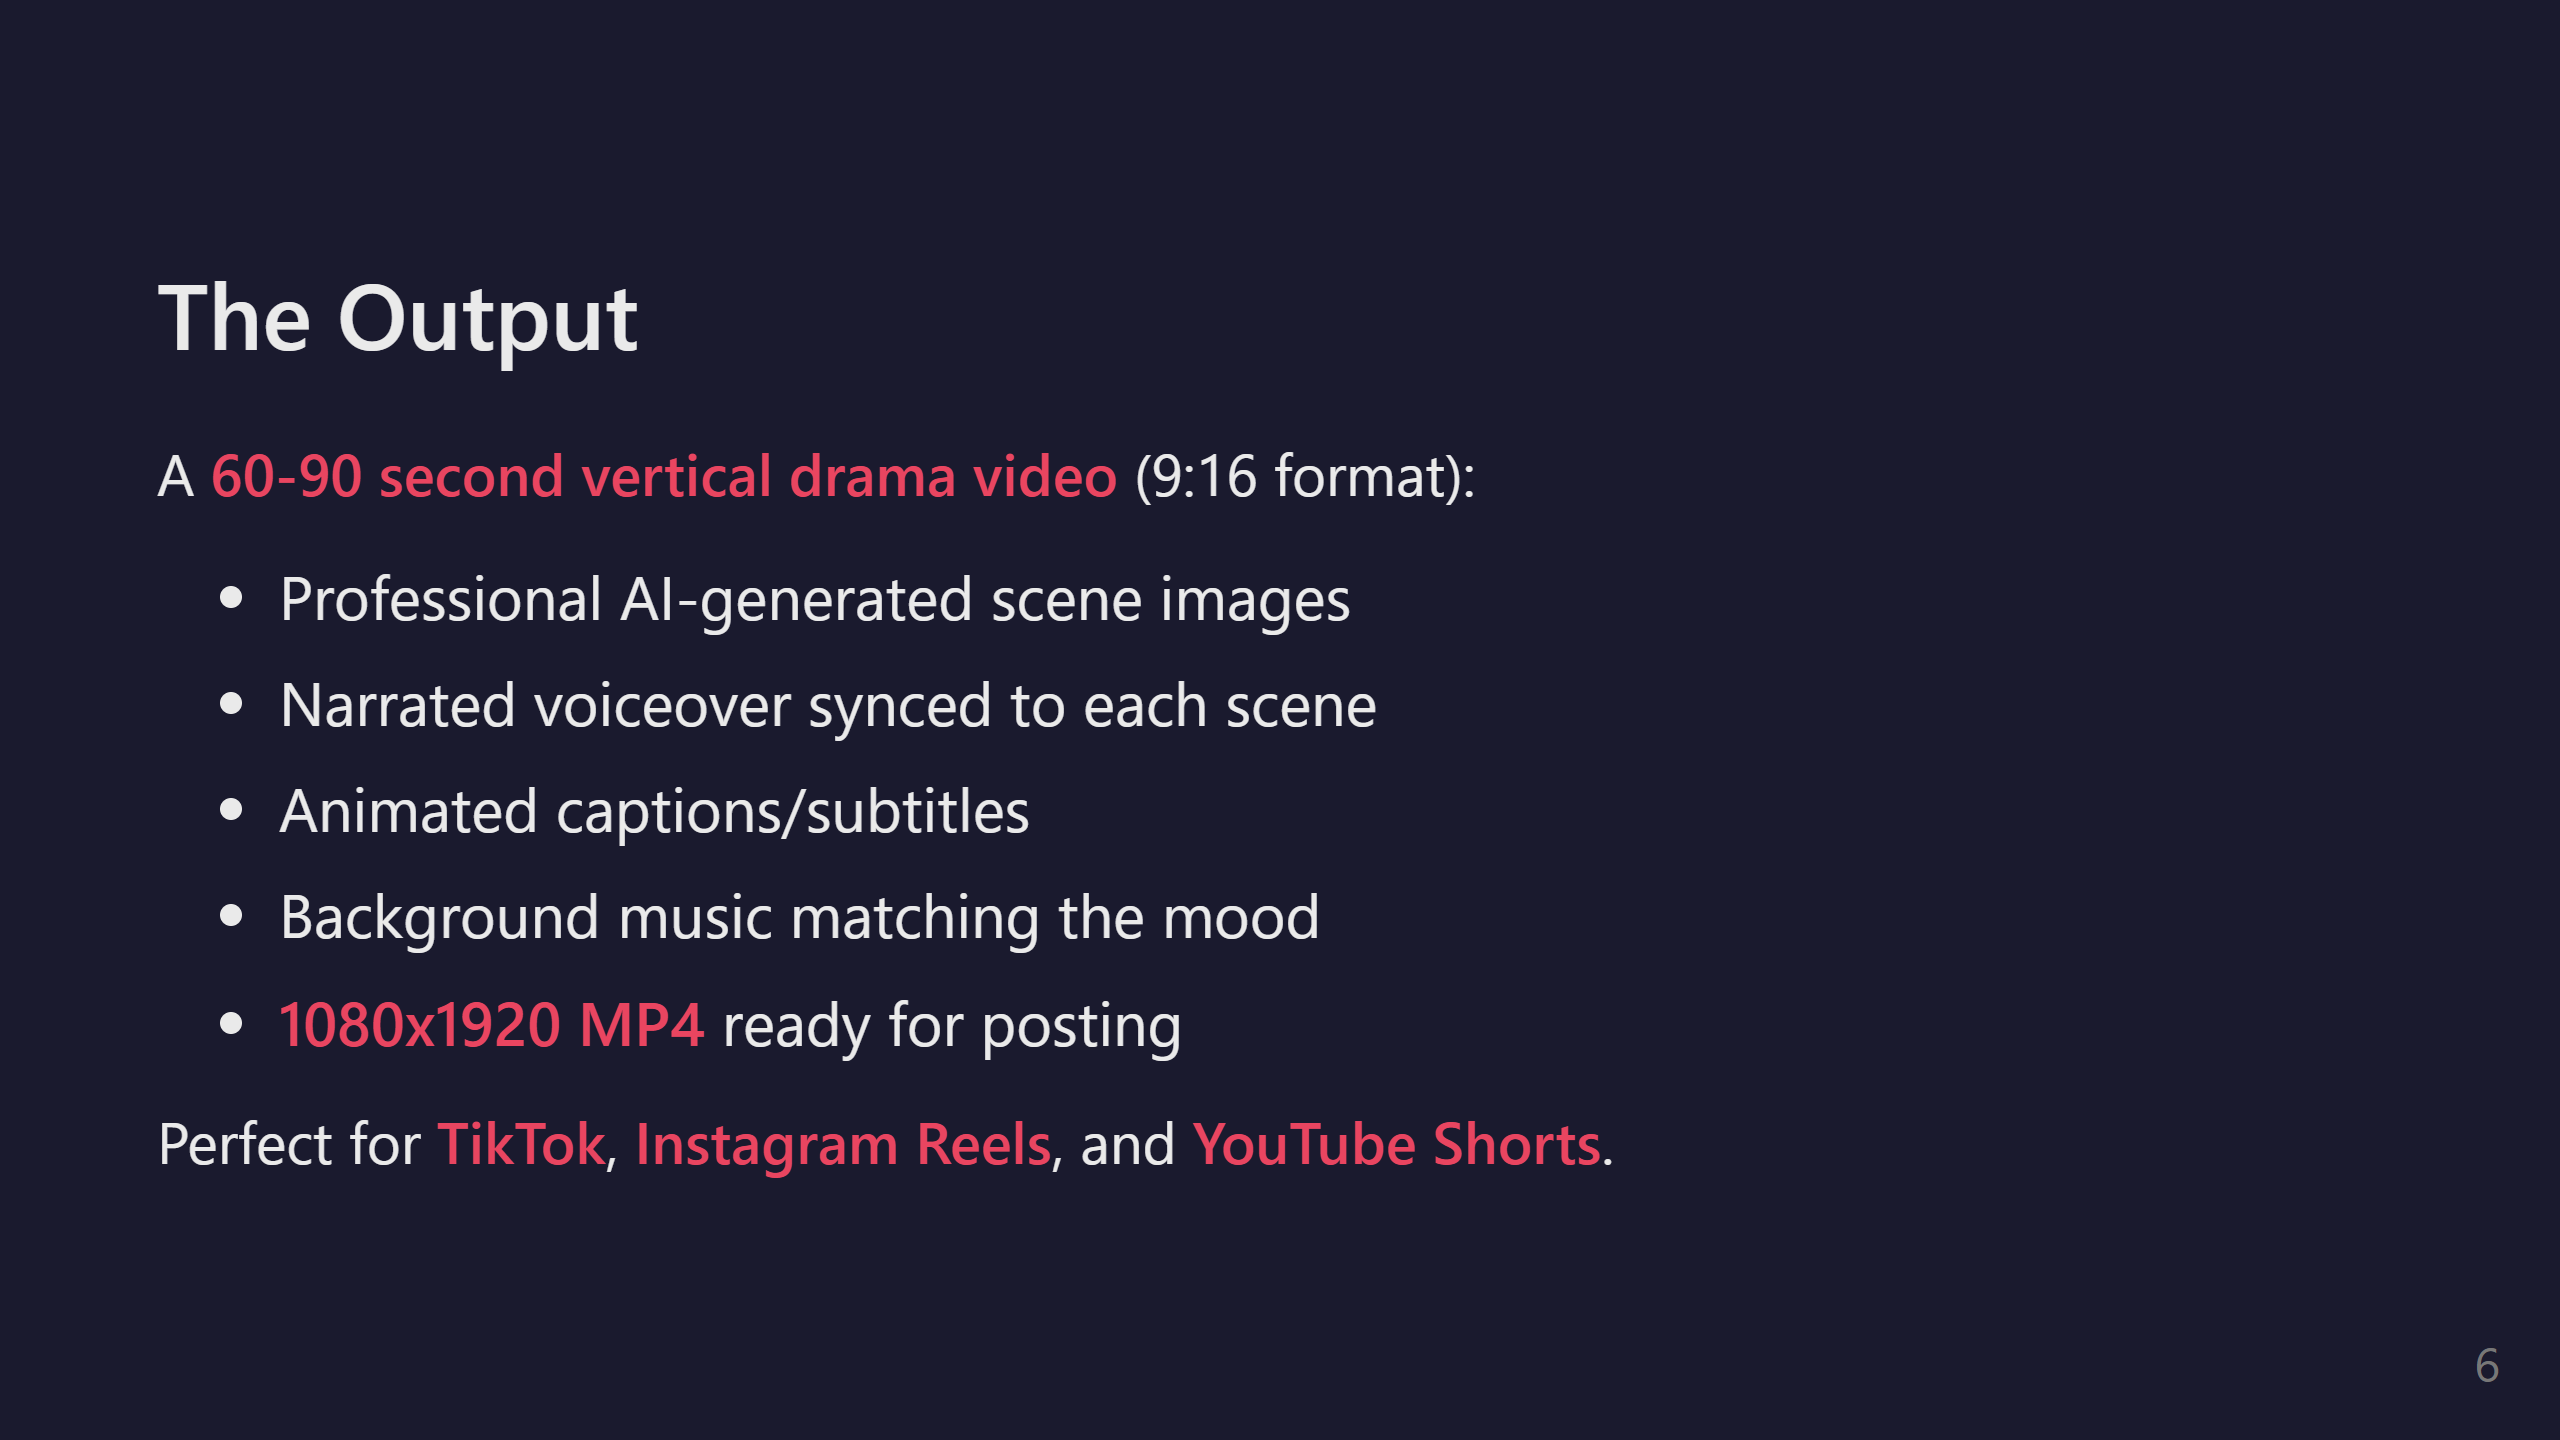 The Output
A 60-90 second vertical drama video (9:16 format):
• Professional AI-generated scene images
• Narrated voiceover synced to each scene
• Animated captions/subtitles
• Background music matching the mood
• 1080x1920 MP4 ready for posting
Perfect for TikTok, Instagram Reels, and YouTube Shorts.
6